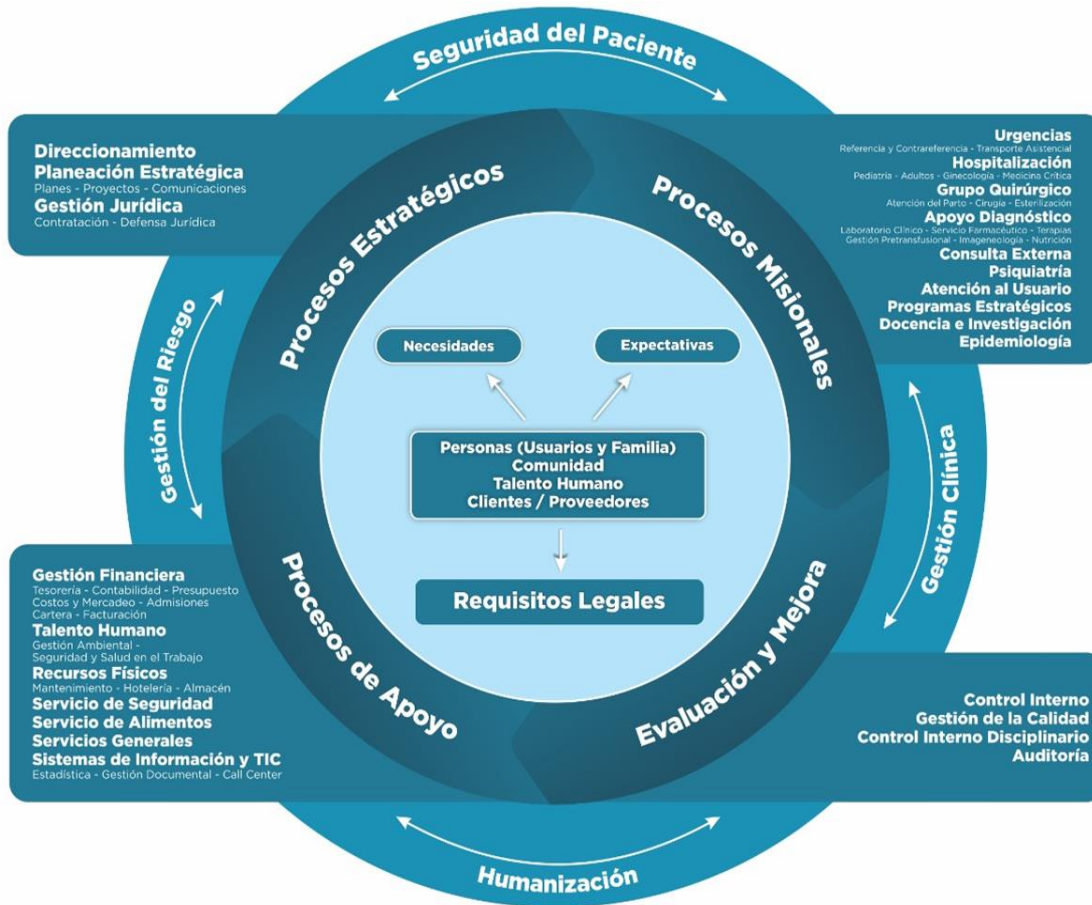 Seguridad del Paciente
Direccionamiento
Planeación Estratégica
Planes - Proyectos - Comunicaciones
Gestión Jurídica
Contratación - Defensa Jurídica
Procesos Estratégicos
Procesos Misionales
Urgencias
Referencia y Contrareferencia - Transporte Asistencial
Hospitalización
Pediatría - Adultos - Ginecología - Medicina Crítica
Grupo Quirúrgico
Atención del Parto - Cirugía - Esterilización
Apoyo Diagnóstico
Laboratorio Clínico - Servicio Farmacéutico - Terapias
Gestión Pretransfusional - Imageneología - Nutrición
Consulta Externa
Psiquiatría
Atención al Usuario
Programas Estratégicos
Docencia e Investigación
Epidemiología
Gestión del Riesgo
Necesidades
Expectativas
Personas (Usuarios y Familia)
Comunidad
Talento Humano
Clientes / Proveedores
Requisitos Legales
Gestión Clínica
Gestión Financiera
Tesorería - Contabilidad - Presupuesto
Costos y Mercadeo - Admisiones
Cartera - Facturación
Talento Humano
Gestión Ambiental -
Seguridad y Salud en el Trabajo
Recursos Físicos
Mantenimiento - Hotelería - Almacén
Servicio de Seguridad
Servicio de Alimentos
Servicios Generales
Sistemas de Información y TIC
Estadística - Gestión Documental - Call Center
Procesos de Apoyo
Evaluación y Mejora
Control Interno
Gestión de la Calidad
Control Interno Disciplinario
Auditoría
Humanización